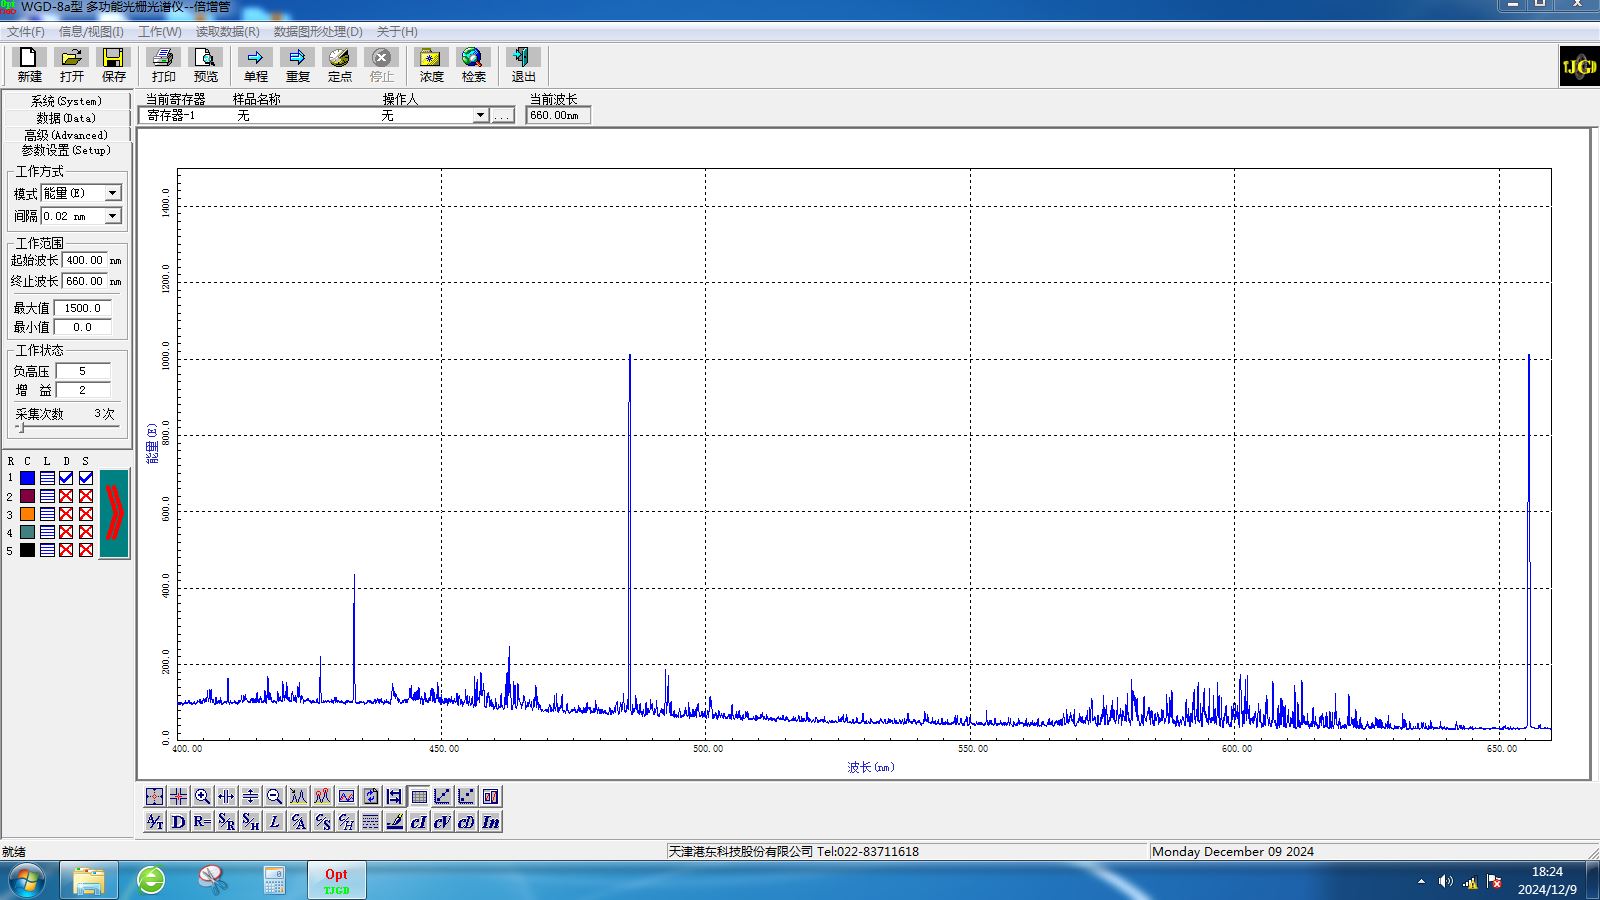 WGD-8a型 多功能光栅光谱仪--倍增管
文件(F) 信息/视图(I) 工作(W) 读取数据(R) 数据图形处理(D) 关于(H)
新建 打开 保存 打印 预览 单程 重复 定点 停止 浓度 检索 退出
TJGD
系统(System)
数据(Data)
高级(Advanced)
参数设置(Setup)
当前寄存器 样品名称 操作人 当前波长
寄存器-1 无 无 ... 660.00nm
工作方式
模式 能量(E)
间隔 0.02 nm
工作范围
起始波长 400.00 nm
终止波长 660.00 nm
最大值 1500.0
最小值 0.0
工作状态
负高压 5
增 益 2
采集次数 3次
R C L D S
1
2
3
4
5
1400.0
1200.0
1000.0
800.0
600.0
400.0
200.0
0.0
能量(E)
400.00 450.00 500.00 550.00 600.00 650.00
波长(nm)
A/T D R= S/R S/H L C/A C/S C/H cI cV cD In
就绪 天津港东科技股份有限公司 Tel:022-83711618 Monday December 09 2024
Opt
TJGD
18:24
2024/12/9